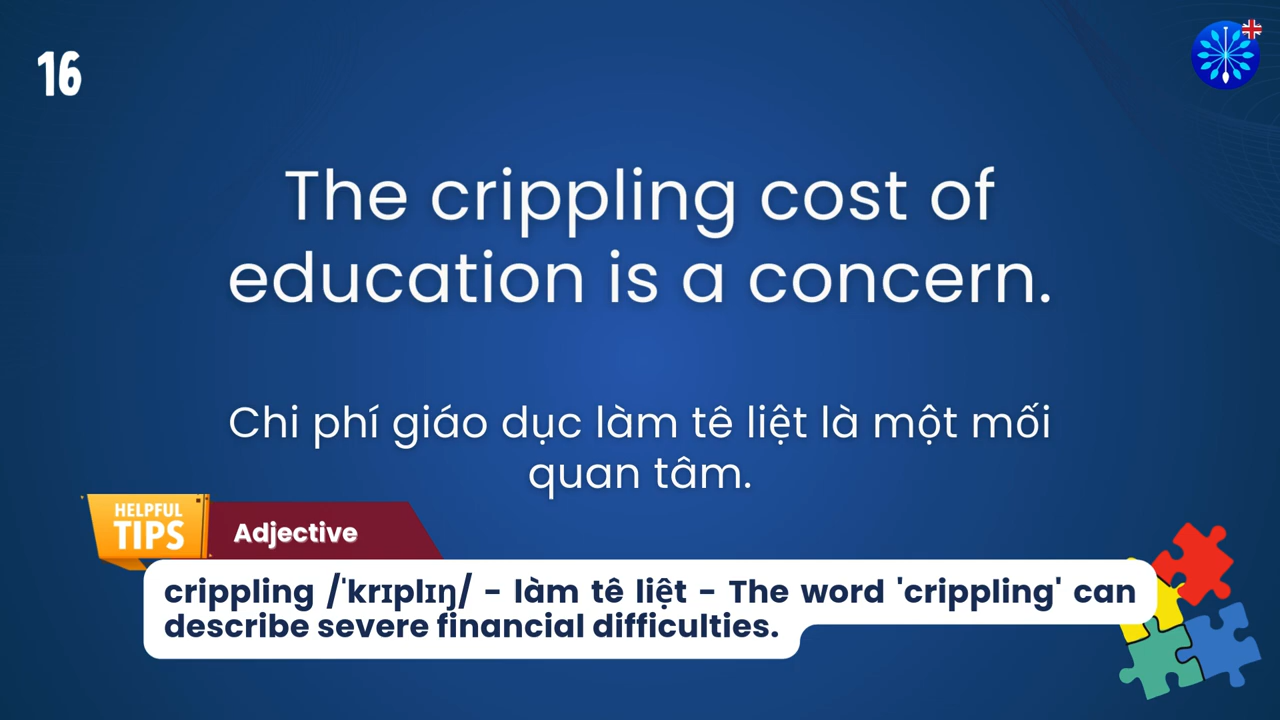 16
The crippling cost of
education is a concern.
Chi phí giáo dục làm tê liệt là một mối
quan tâm.
HELPFUL
TIPS
Adjective
crippling /ˈkrɪplɪŋ/ - làm tê liệt - The word 'crippling' can
describe severe financial difficulties.